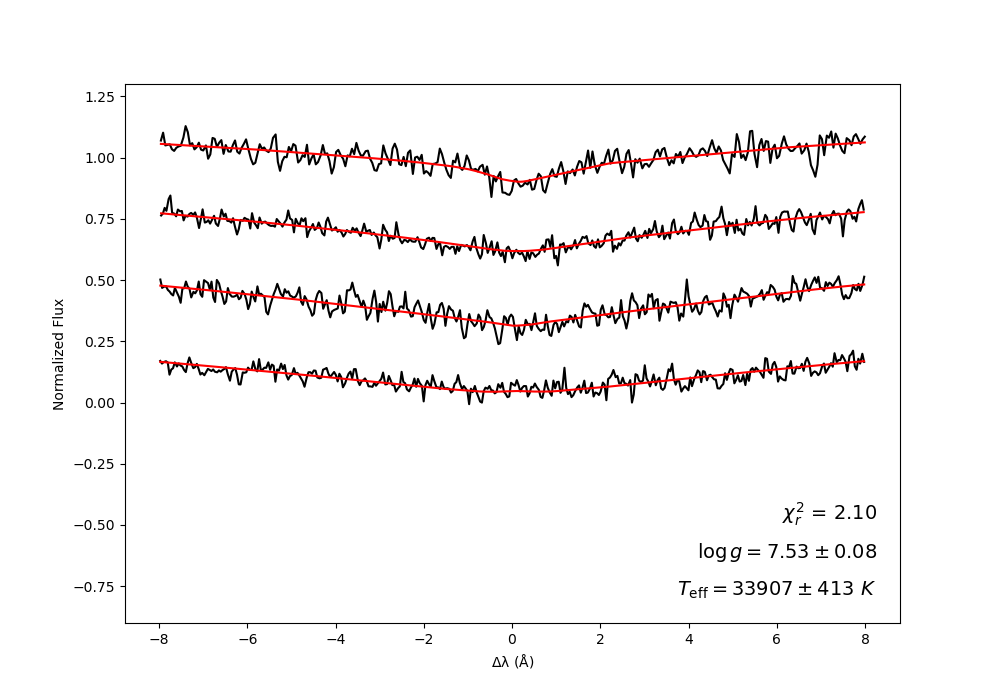 1.25
1.00
0.75
0.50
0.25
0.00
−0.25
−0.50
−0.75
Normalized Flux
χ²ᵣ = 2.10
log g = 7.53 ± 0.08
T_eff = 33907 ± 413 K
−8 −6 −4 −2 0 2 4 6 8
Δλ (Å)